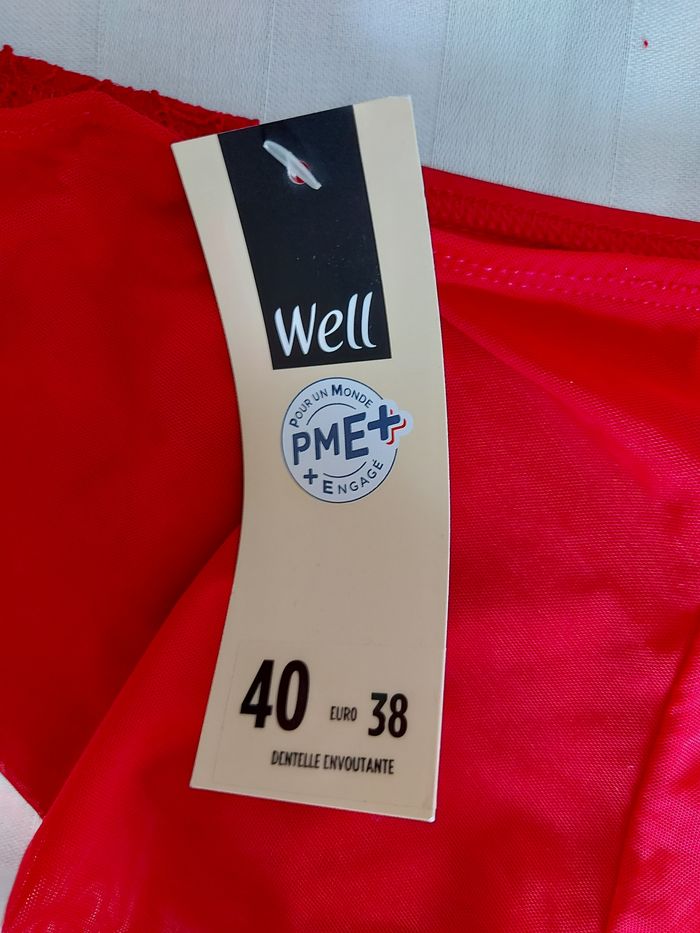 Well
POUR UN MONDE
PME+
+ ENGAGÉ
40 EURO 38
DENTELLE ENVOUTANTE